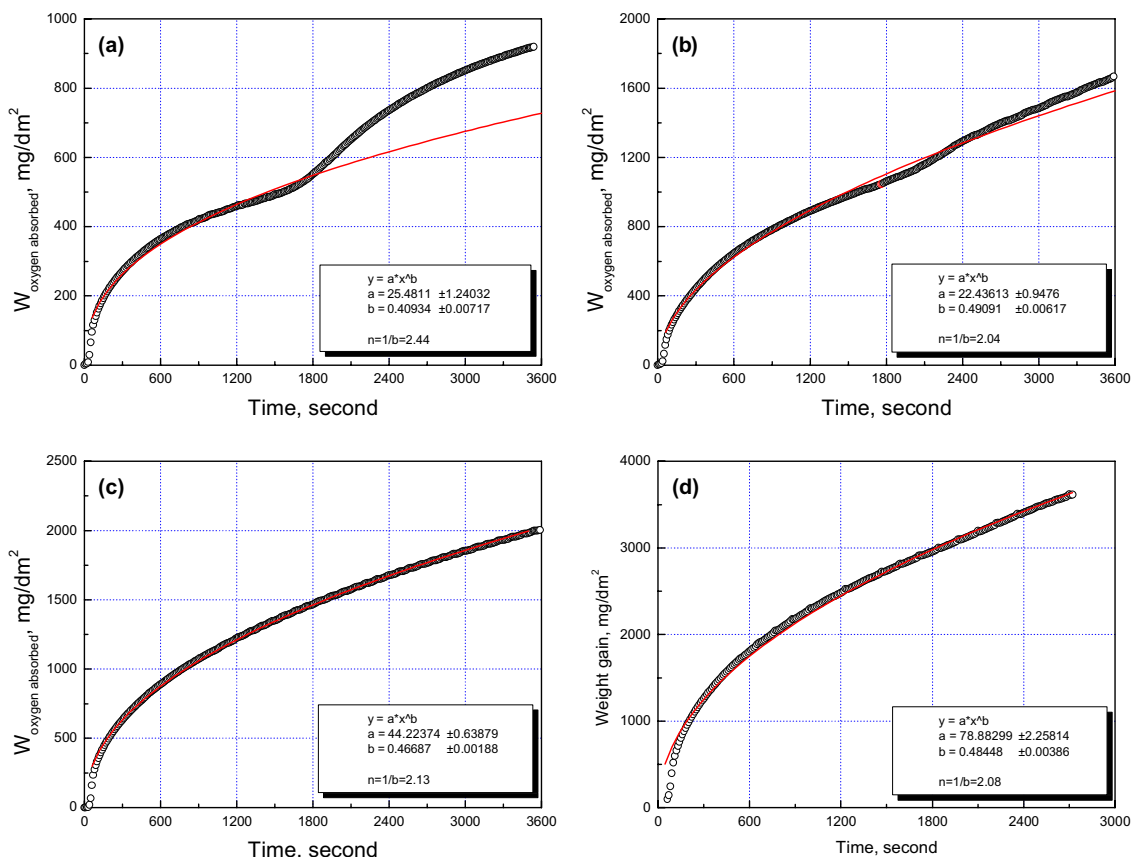 (a)
W oxygen absorbed, mg/dm2
1000
800
600
400
200
0
y = a*x^b
a = 25.4811 ±1.24032
b = 0.40934 ±0.00717
n=1/b=2.44
0 600 1200 1800 2400 3000 3600
Time, second
(b)
W oxygen absorbed, mg/dm2
2000
1600
1200
800
400
0
y = a*x^b
a = 22.43613 ±0.9476
b = 0.49091 ±0.00617
n=1/b=2.04
0 600 1200 1800 2400 3000 3600
Time, second
(c)
W oxygen absorbed, mg/dm2
2500
2000
1500
1000
500
0
y = a*x^b
a = 44.22374 ±0.63879
b = 0.46687 ±0.00188
n=1/b=2.13
0 600 1200 1800 2400 3000 3600
Time, second
(d)
Weight gain, mg/dm2
4000
3000
2000
1000
0
y = a*x^b
a = 78.88299 ±2.25814
b = 0.48448 ±0.00386
n=1/b=2.08
0 600 1200 1800 2400 3000
Time, second